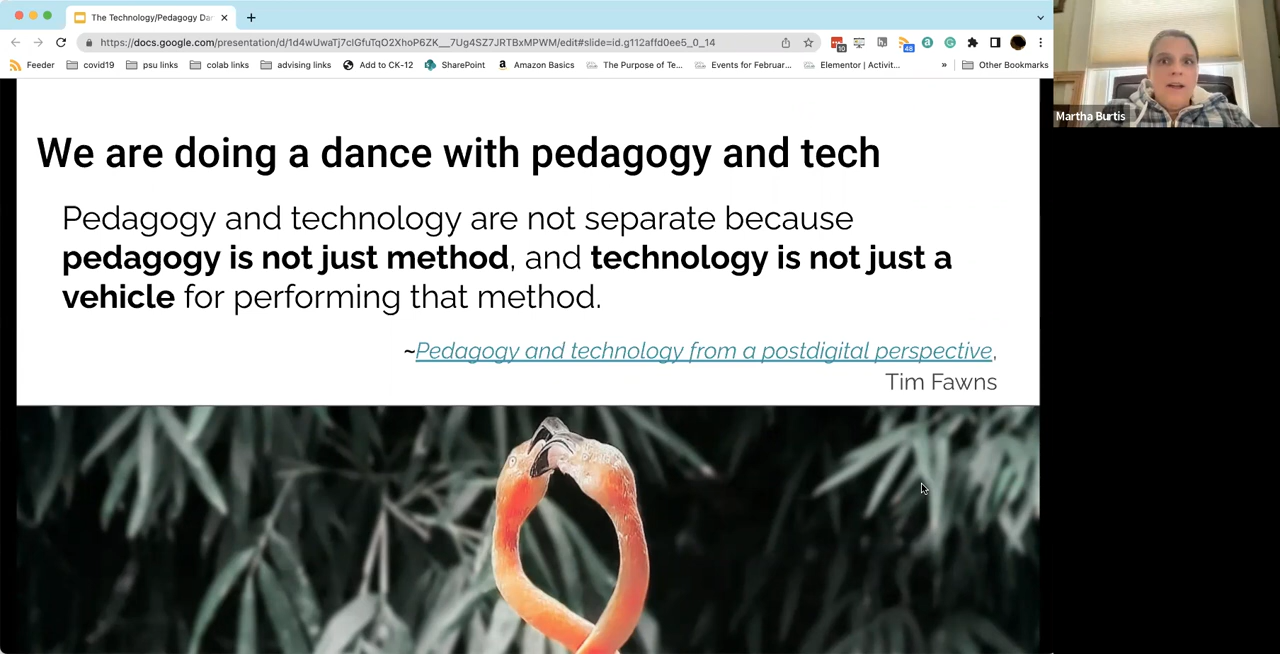 The Technology/Pedagogy Da
https://docs.google.com/presentation/d/1d4wUwaTj7cIGfuTqO2XhoP6ZK__7Ug4SZ7JRTBxMPWM/edit#slide=id.g112affd0ee5_0_14
10
48
Feeder covid19 psu links colab links advising links Add to CK-12 SharePoint Amazon Basics The Purpose of Te... Events for Februar... Elementor | Activit... » Other Bookmarks
Martha Burtis
We are doing a dance with pedagogy and tech
Pedagogy and technology are not separate because
pedagogy is not just method, and technology is not just a
vehicle for performing that method.
~Pedagogy and technology from a postdigital perspective,
Tim Fawns